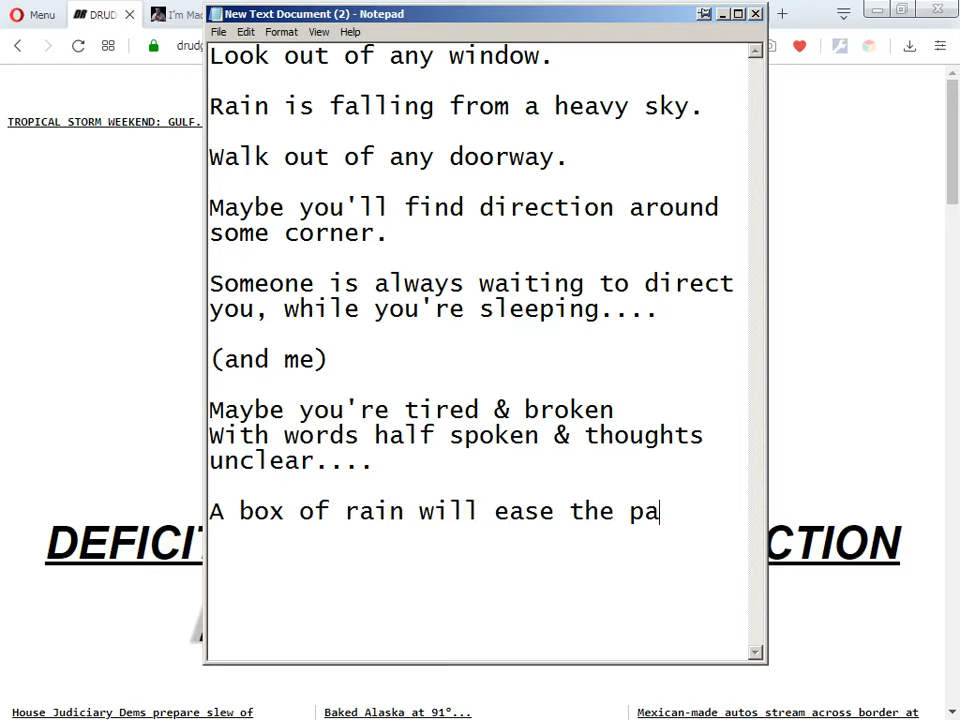 Menu
DRUD
I'm Mac
New Text Document (2) - Notepad
File Edit Format View Help
drudg
Look out of any window.
Rain is falling from a heavy sky.
Walk out of any doorway.
Maybe you'll find direction around
some corner.
Someone is always waiting to direct
you, while you're sleeping....
(and me)
Maybe you're tired & broken
With words half spoken & thoughts
unclear....
A box of rain will ease the pa
TROPICAL STORM WEEKEND: GULF.
DEFICIT
CTION
House Judiciary Dems prepare slew of
Baked Alaska at 91°...
Mexican-made autos stream across border at